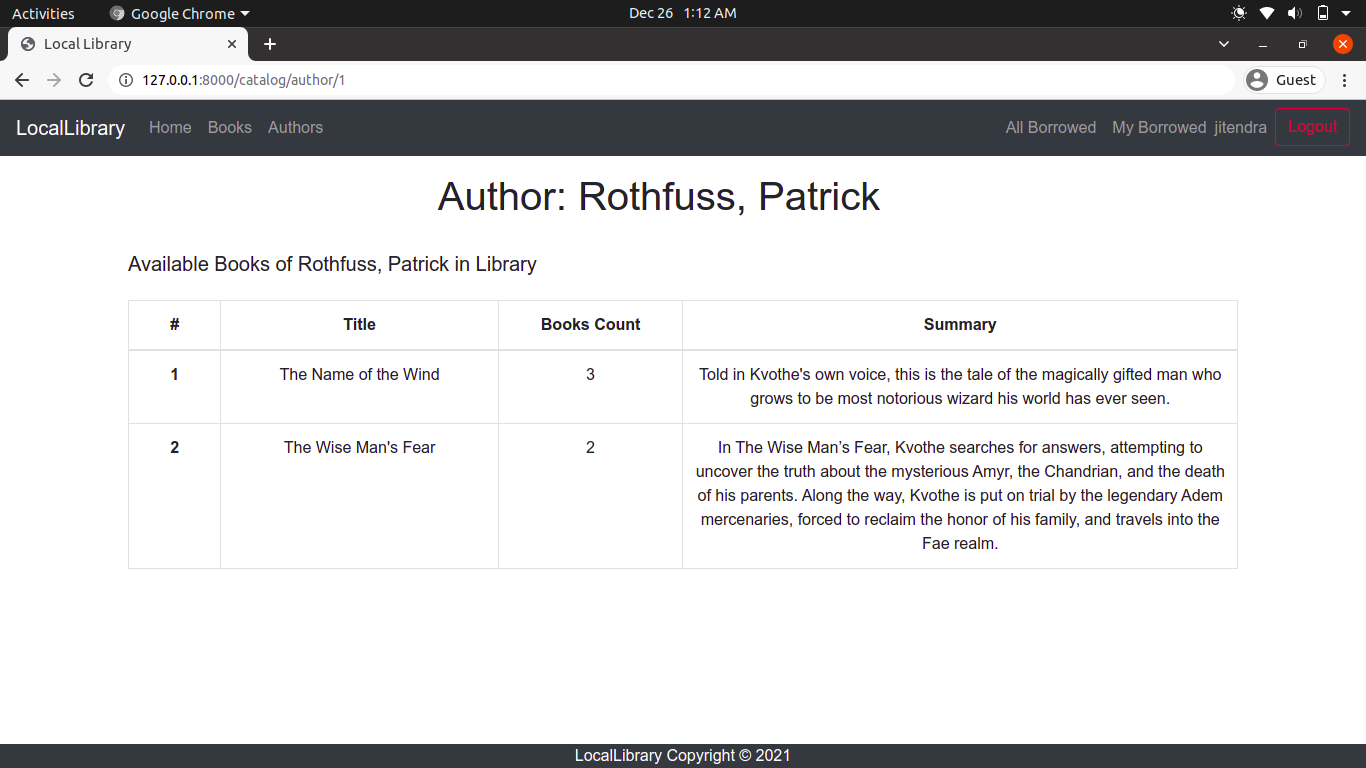 Activities Google Chrome Dec 26 1:12 AM
Local Library
127.0.0.1:8000/catalog/author/1 Guest
LocalLibrary Home Books Authors All Borrowed My Borrowed jitendra Logout
Author: Rothfuss, Patrick
Available Books of Rothfuss, Patrick in Library
# Title Books Count Summary
1 The Name of the Wind 3 Told in Kvothe's own voice, this is the tale of the magically gifted man who
grows to be most notorious wizard his world has ever seen.
2 The Wise Man's Fear 2 In The Wise Man’s Fear, Kvothe searches for answers, attempting to
uncover the truth about the mysterious Amyr, the Chandrian, and the death
of his parents. Along the way, Kvothe is put on trial by the legendary Adem
mercenaries, forced to reclaim the honor of his family, and travels into the
Fae realm.
LocalLibrary Copyright © 2021